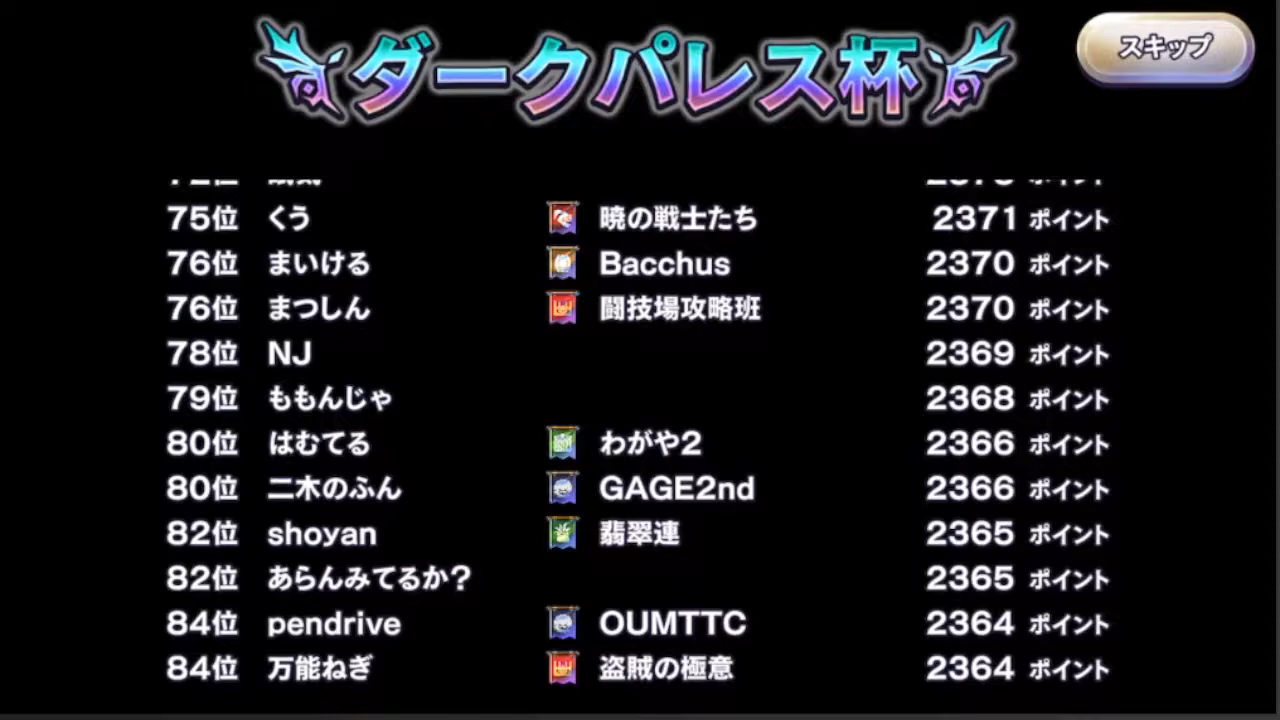 ダークパレス杯
スキップ
75位 くう 暁の戦士たち 2371 ポイント
76位 まいける Bacchus 2370 ポイント
76位 まつしん 闘技場攻略班 2370 ポイント
78位 NJ 2369 ポイント
79位 ももんじゃ 2368 ポイント
80位 はむてる わがや2 2366 ポイント
80位 二木のふん GAGE2nd 2366 ポイント
82位 shoyan 翡翠連 2365 ポイント
82位 あらんみてるか？ 2365 ポイント
84位 pendrive OUMTTC 2364 ポイント
84位 万能ねぎ 盗賊の極意 2364 ポイント